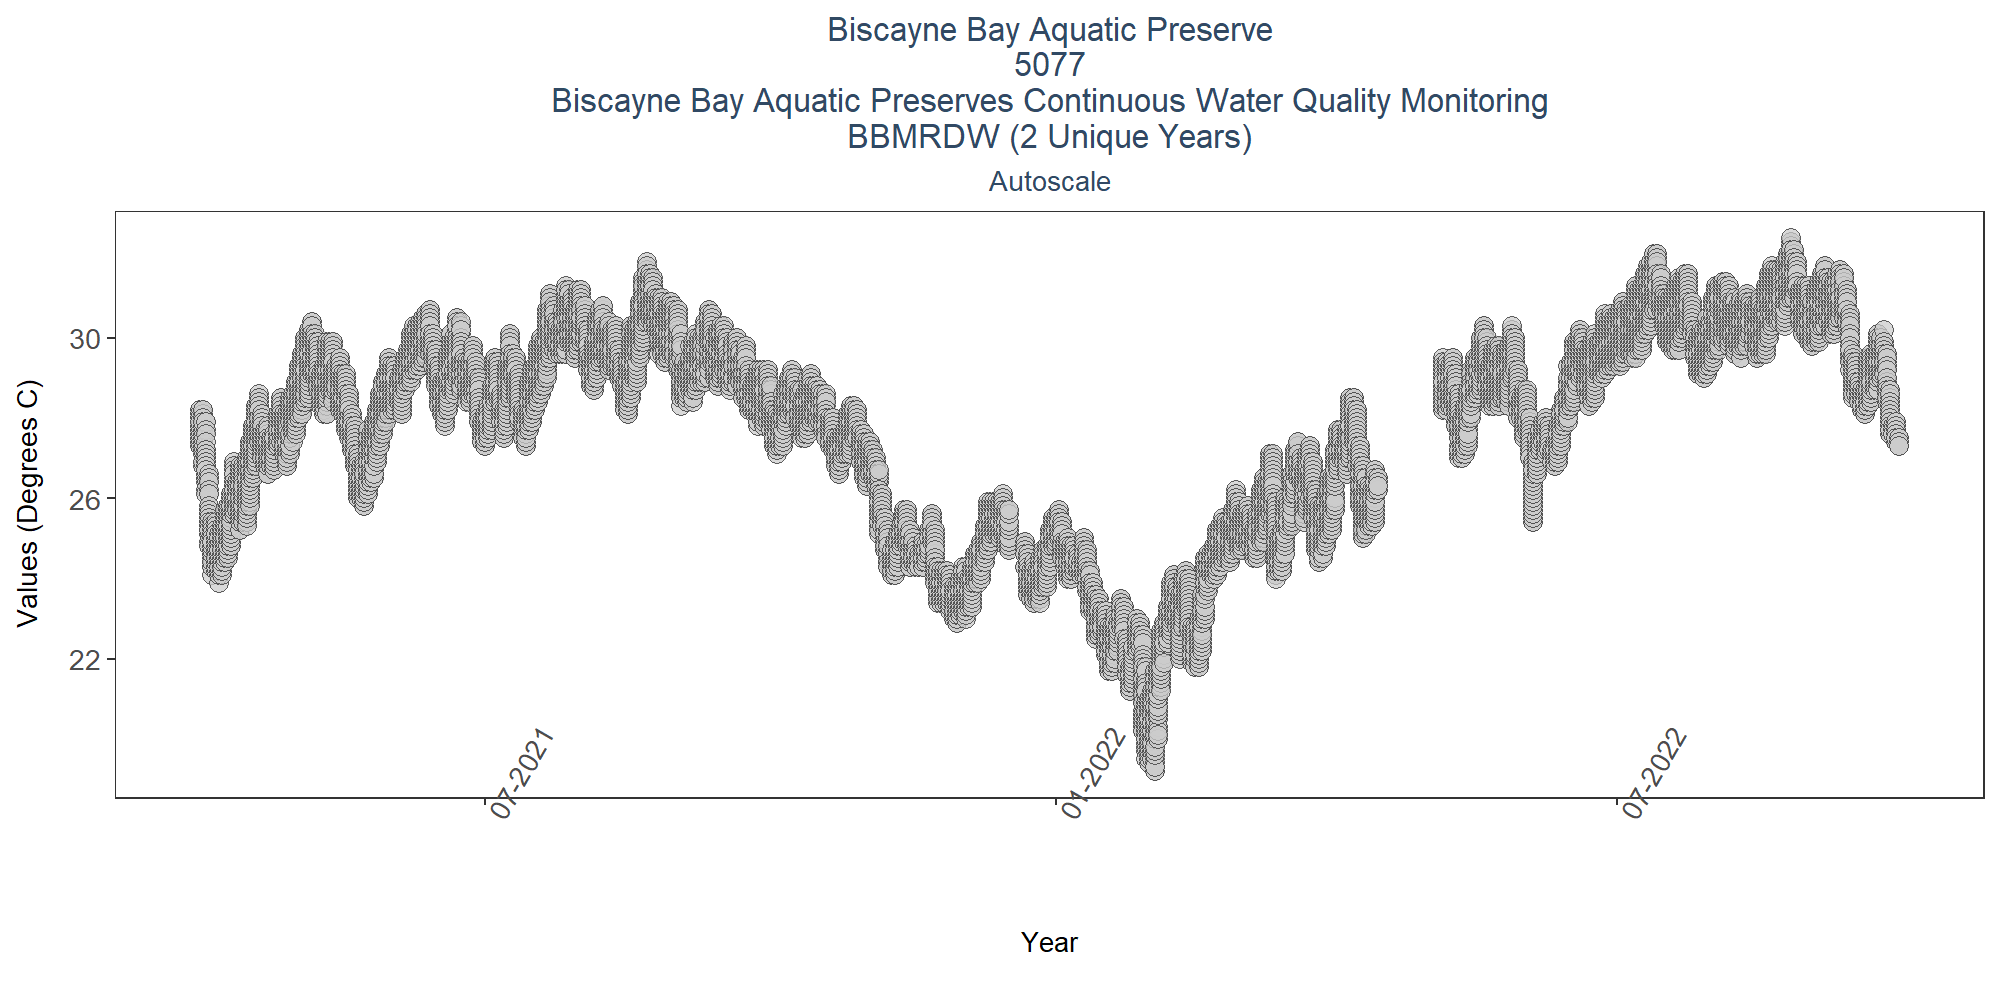 Biscayne Bay Aquatic Preserve
5077
Biscayne Bay Aquatic Preserves Continuous Water Quality Monitoring
BBMRDW (2 Unique Years)
Autoscale
Values (Degrees C)
30
26
22
07-2021
01-2022
07-2022
Year